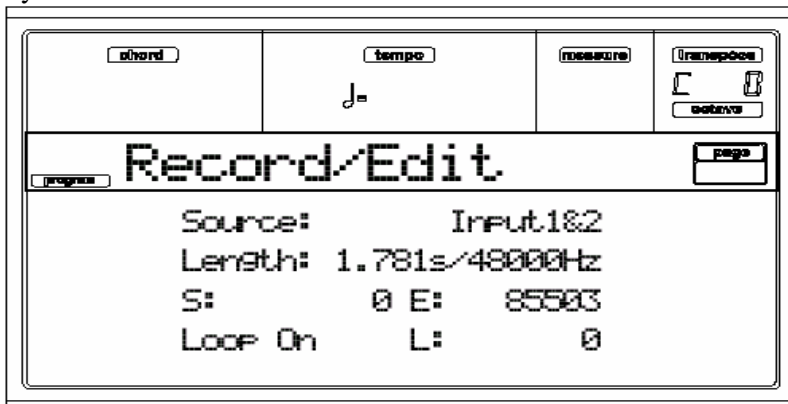 chord tempo measure transpose
♩= C 0
octave
Record/Edit page
program
Source: Input1&2
Length: 1.781s/48000Hz
S: 0 E: 85503
Loop On L: 0